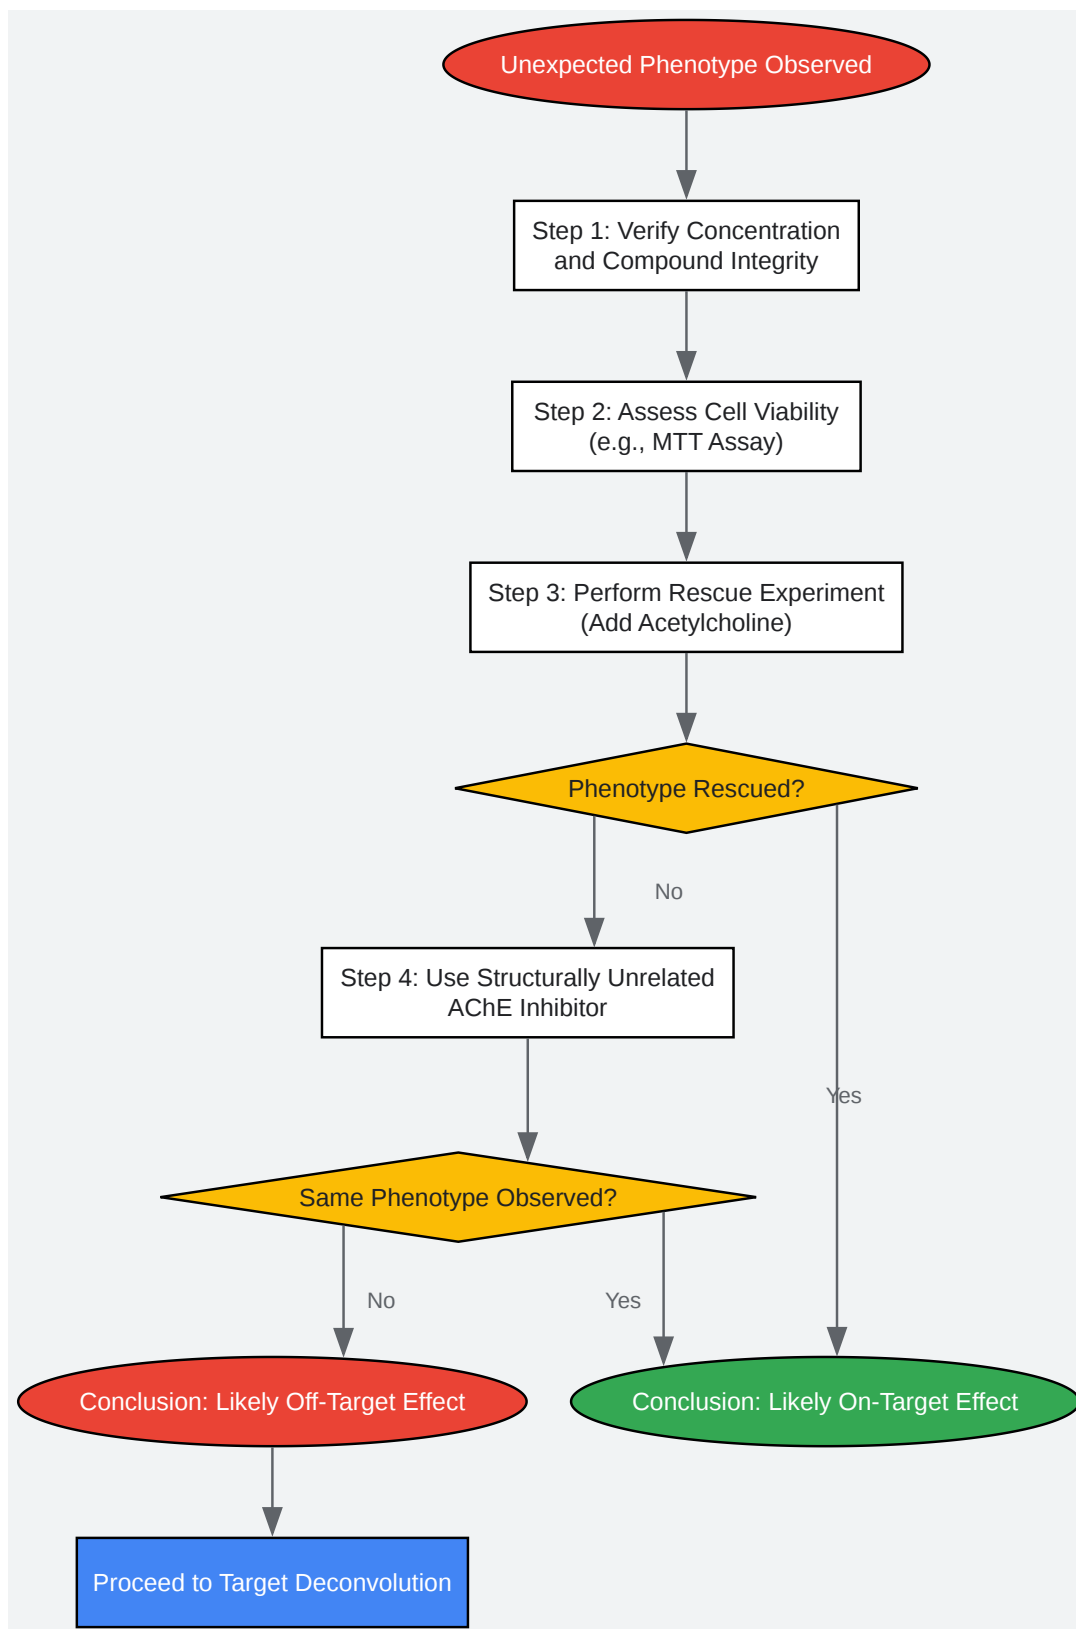 Unexpected Phenotype Observed
Step 1: Verify Concentration
and Compound Integrity
Step 2: Assess Cell Viability
(e.g., MTT Assay)
Step 3: Perform Rescue Experiment
(Add Acetylcholine)
Phenotype Rescued?
No
Step 4: Use Structurally Unrelated
AChE Inhibitor
Yes
Same Phenotype Observed?
No
Yes
Conclusion: Likely Off-Target Effect
Conclusion: Likely On-Target Effect
Proceed to Target Deconvolution